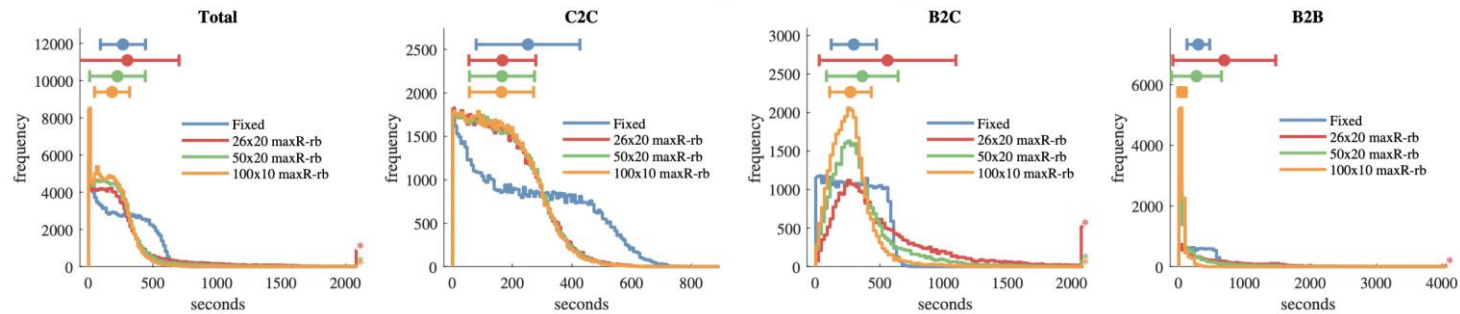 Total
12000
10000
8000
6000
4000
2000
0
frequency
Fixed
26x20 maxR-rb
50x20 maxR-rb
100x10 maxR-rb
*
0 500 1000 1500 2000
seconds
C2C
2500
2000
1500
1000
500
0
frequency
Fixed
26x20 maxR-rb
50x20 maxR-rb
100x10 maxR-rb
0 200 400 600 800
seconds
B2C
3000
2500
2000
1500
1000
500
0
frequency
Fixed
26x20 maxR-rb
50x20 maxR-rb
100x10 maxR-rb
*
0 500 1000 1500 2000
seconds
B2B
6000
4000
2000
0
frequency
Fixed
26x20 maxR-rb
50x20 maxR-rb
100x10 maxR-rb
*
0 1000 2000 3000 4000
seconds